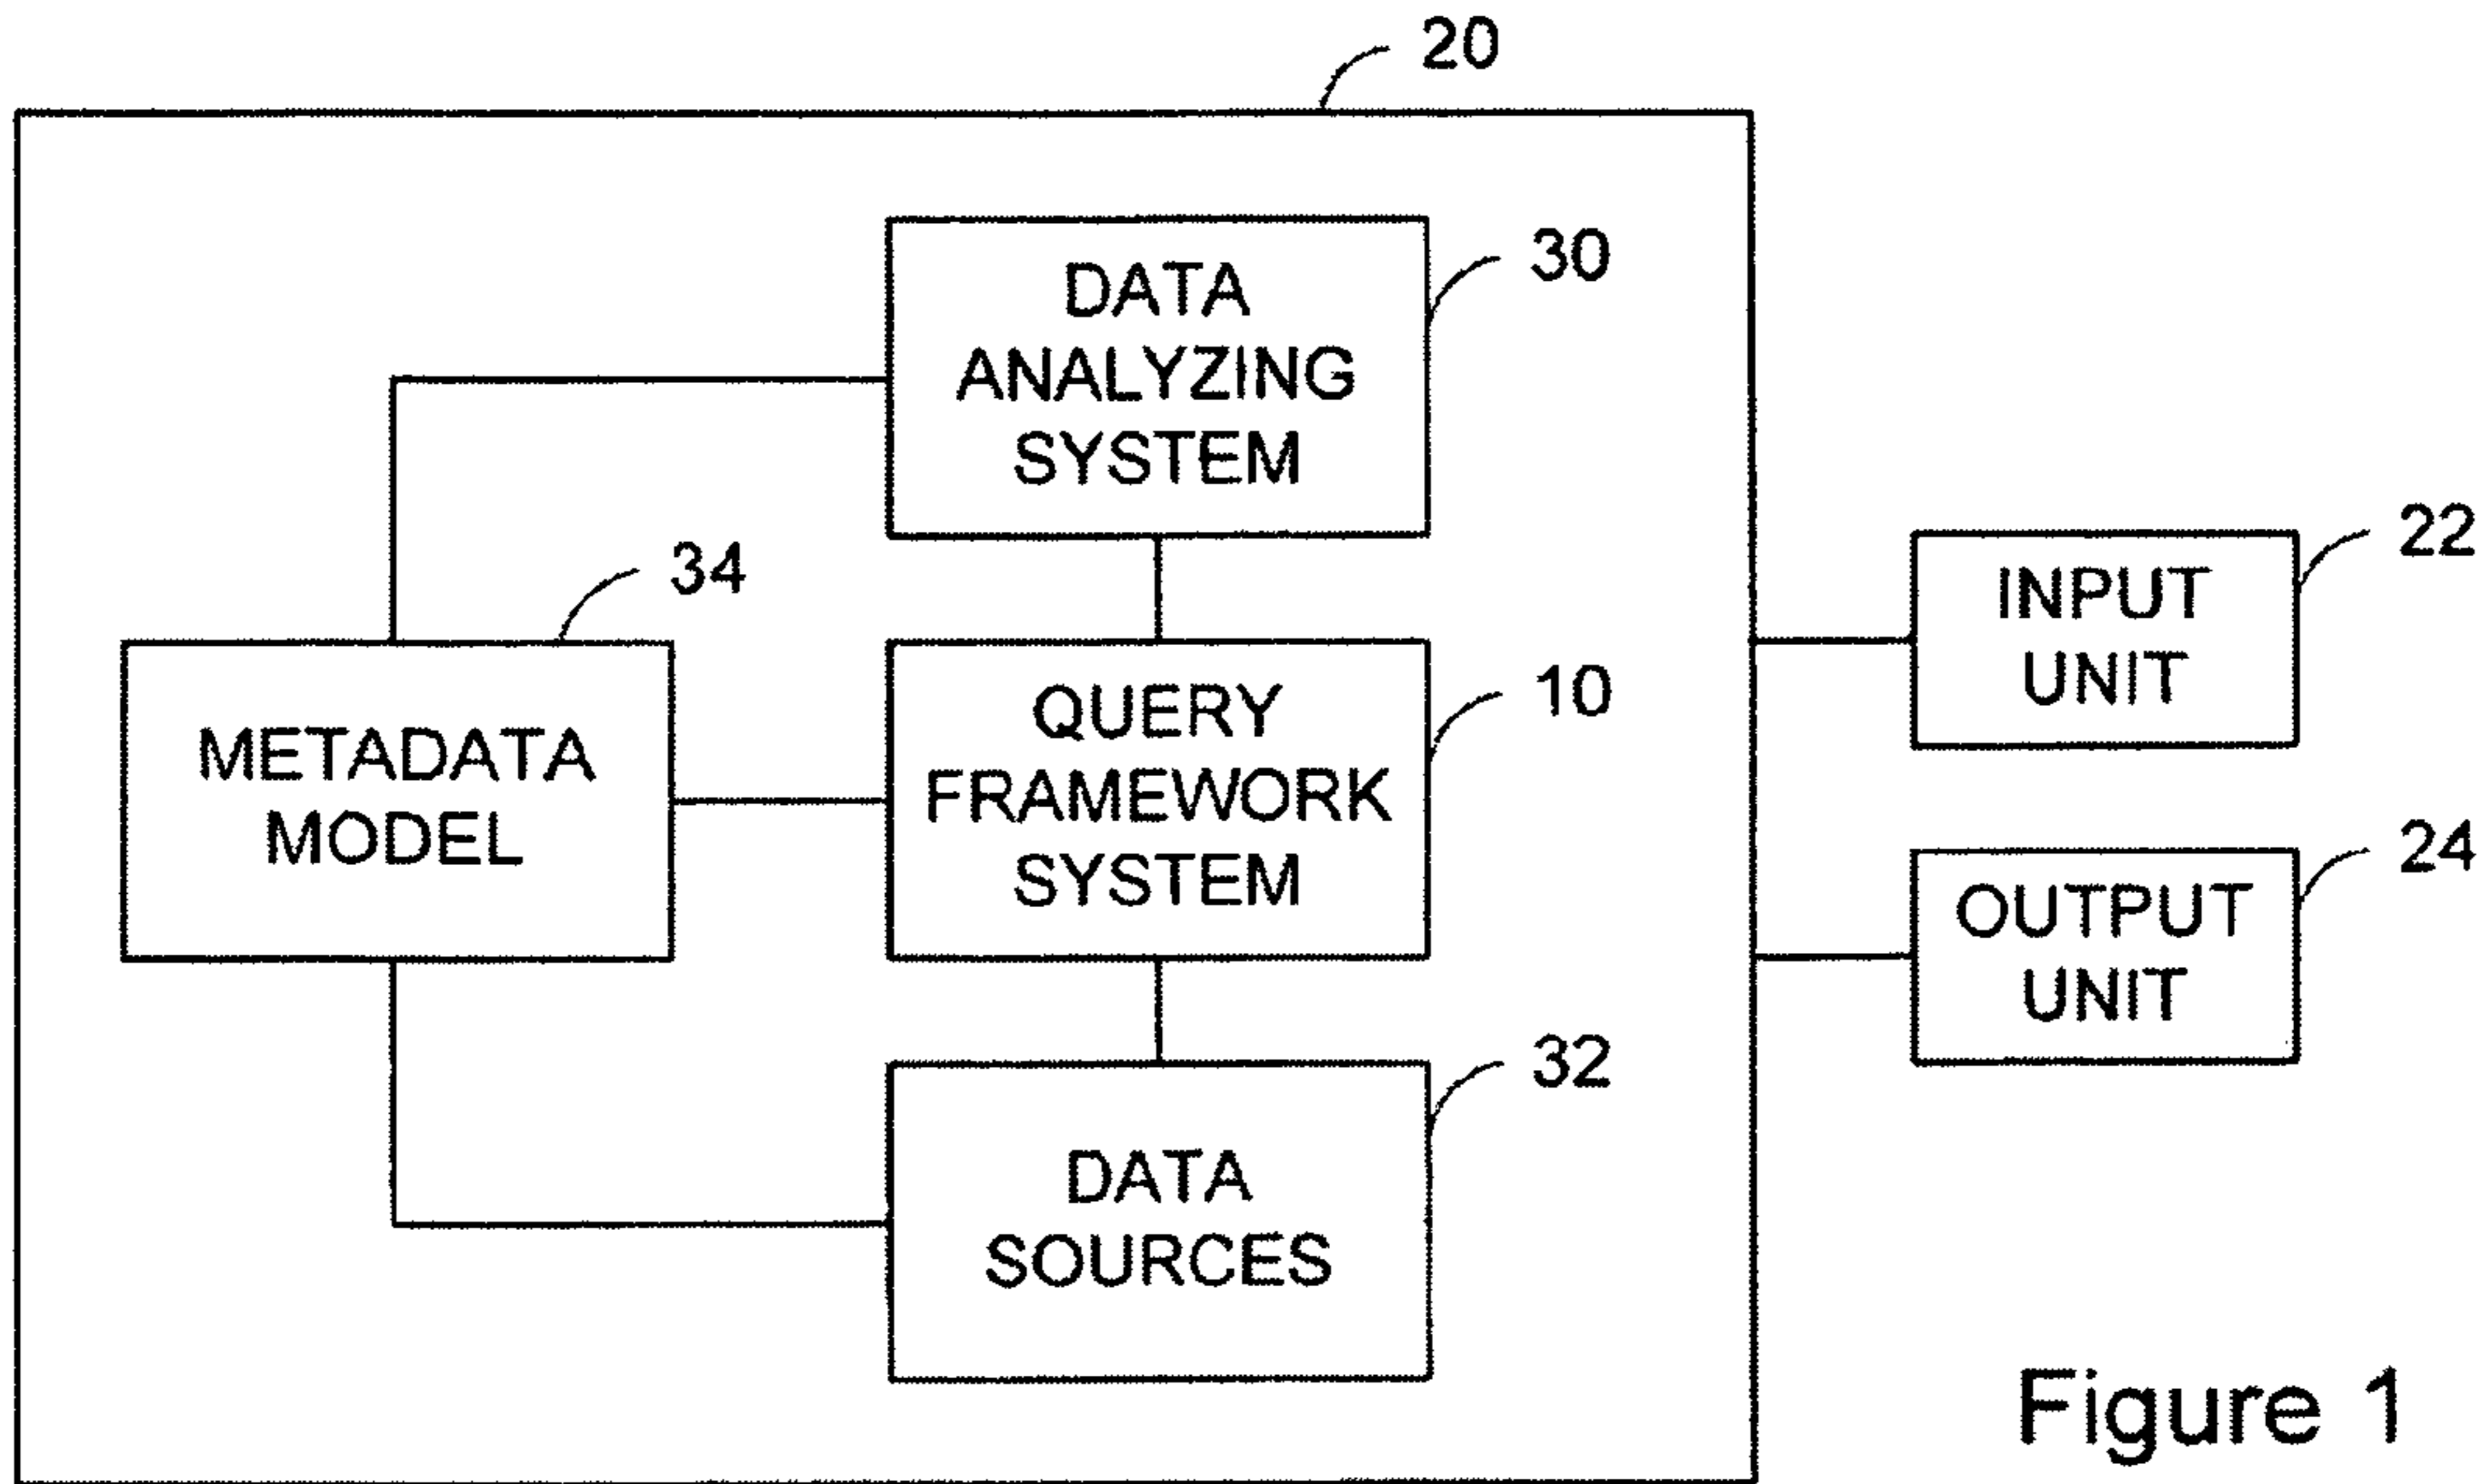 20
DATA
ANALYZING
SYSTEM
30
34
METADATA
MODEL
QUERY
FRAMEWORK
SYSTEM
10
DATA
SOURCES
32
INPUT
UNIT
22
OUTPUT
UNIT
24
Figure 1